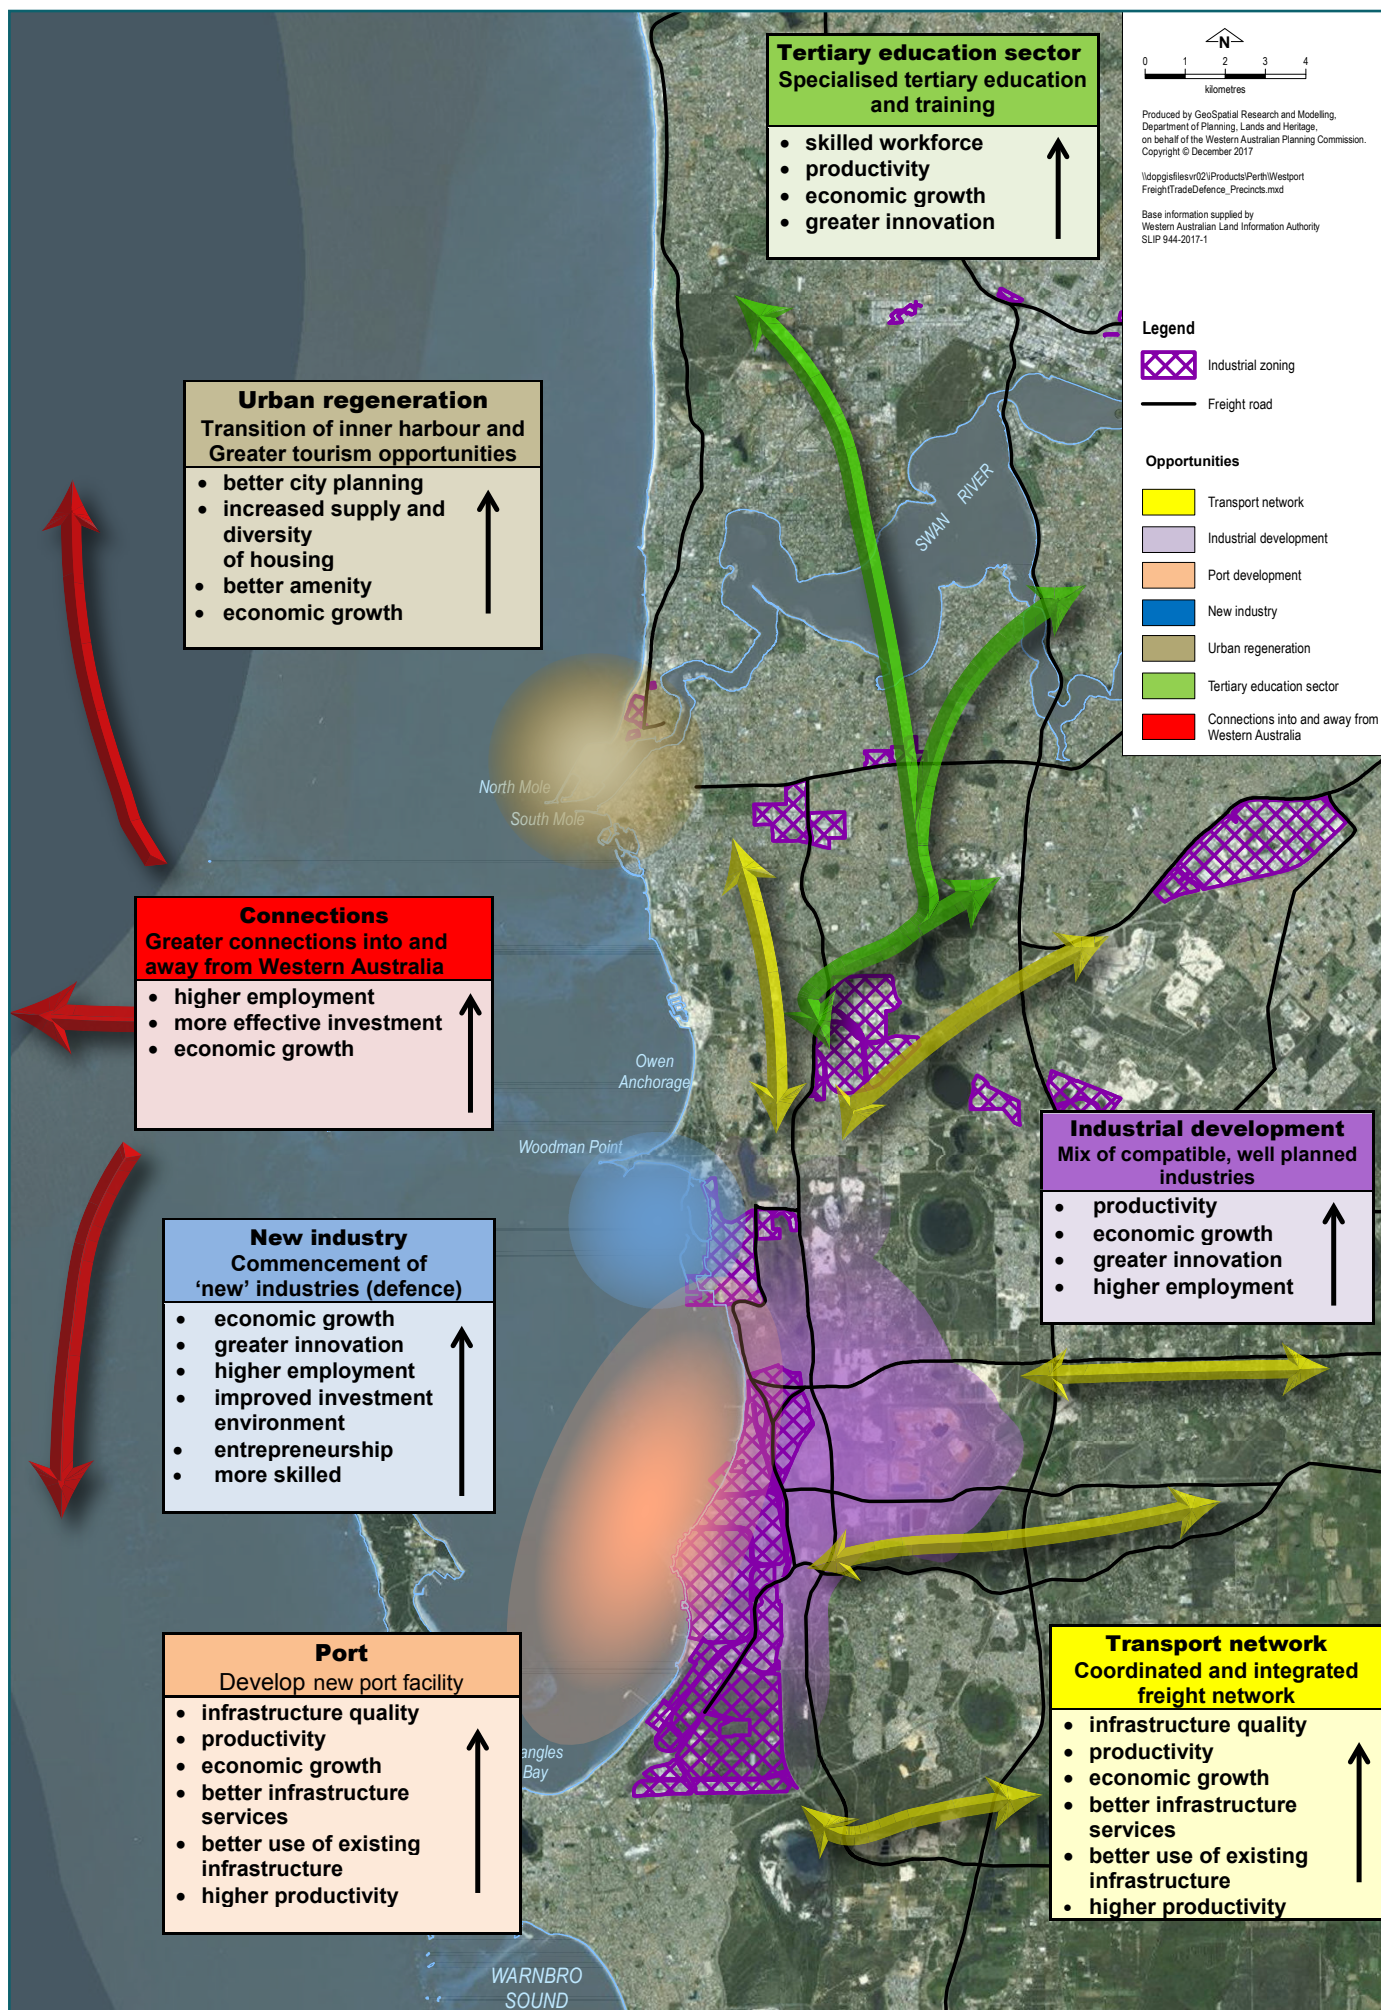 Tertiary education sector
Specialised tertiary education
and training
• skilled workforce
• productivity
• economic growth
• greater innovation
N
0 1 2 3 4
kilometres
Produced by GeoSpatial Research and Modelling,
Department of Planning, Lands and Heritage,
on behalf of the Western Australian Planning Commission.
Copyright © December 2017
\\dopgisfilesvr02\iProducts\Perth\Westport
FreightTradeDefence_Precincts.mxd
Base information supplied by
Western Australian Land Information Authority
SLIP 944-2017-1
Legend
Industrial zoning
Freight road
Opportunities
Transport network
Industrial development
Port development
New industry
Urban regeneration
Tertiary education sector
Connections into and away from
Western Australia
Urban regeneration
Transition of inner harbour and
Greater tourism opportunities
• better city planning
• increased supply and
diversity
of housing
• better amenity
• economic growth
SWAN RIVER
North Mole
South Mole
Connections
Greater connections into and
away from Western Australia
• higher employment
• more effective investment
• economic growth
Owen
Anchorage
Woodman Point
Industrial development
Mix of compatible, well planned
industries
• productivity
• economic growth
• greater innovation
• higher employment
New industry
Commencement of
‘new’ industries (defence)
• economic growth
• greater innovation
• higher employment
• improved investment
environment
• entrepreneurship
• more skilled
Port
Develop new port facility
• infrastructure quality
• productivity
• economic growth
• better infrastructure
services
• better use of existing
infrastructure
• higher productivity
angles
Bay
Transport network
Coordinated and integrated
freight network
• infrastructure quality
• productivity
• economic growth
• better infrastructure
services
• better use of existing
infrastructure
• higher productivity
WARNBRO
SOUND